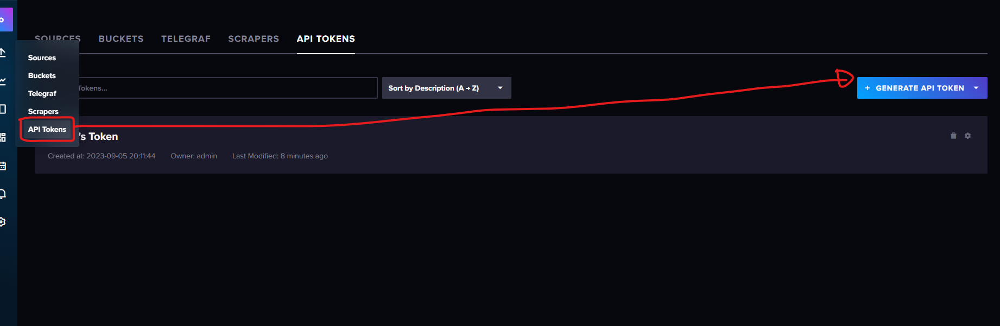 SOURCES BUCKETS TELEGRAF SCRAPERS API TOKENS
Sources
Buckets
Telegraf
Scrapers
API Tokens
Tokens...
Sort by Description (A → Z)
+ GENERATE API TOKEN
's Token
Created at: 2023-09-05 20:11:44 Owner: admin Last Modified: 8 minutes ago